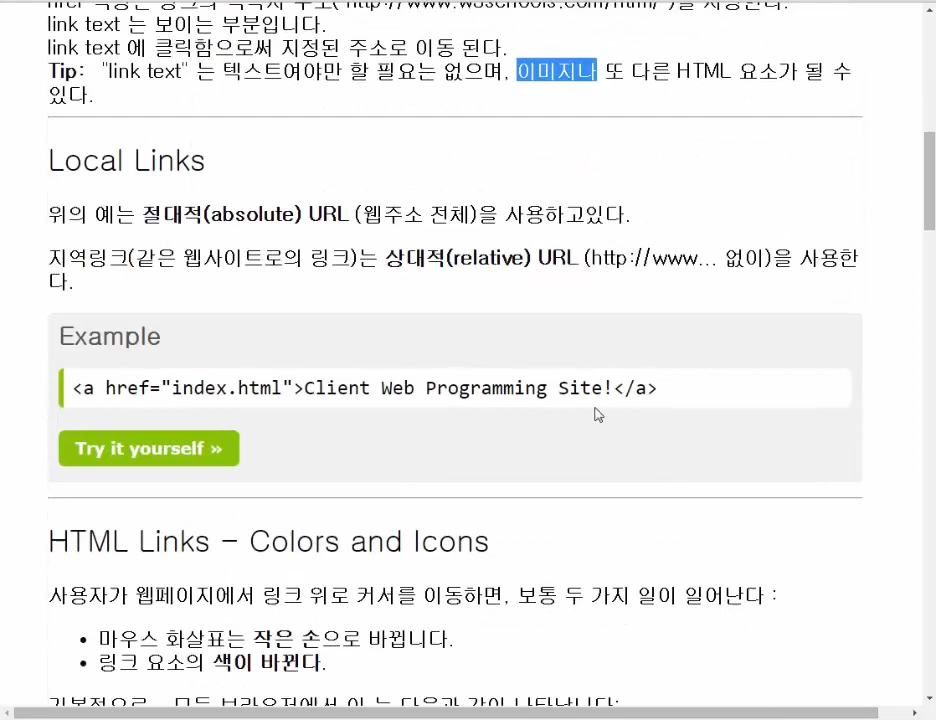 link text 는 보이는 부분입니다.
link text 에 클릭함으로써 지정된 주소로 이동 된다.
Tip: "link text" 는 텍스트여야만 할 필요는 없으며, 이미지나 또 다른 HTML 요소가 될 수
있다.
Local Links
위의 예는 절대적(absolute) URL (웹주소 전체)을 사용하고있다.
지역링크(같은 웹사이트로의 링크)는 상대적(relative) URL (http://www... 없이)을 사용한
다.
Example
<a href="index.html">Client Web Programming Site!</a>
Try it yourself »
HTML Links - Colors and Icons
사용자가 웹페이지에서 링크 위로 커서를 이동하면, 보통 두 가지 일이 일어난다 :
• 마우스 화살표는 작은 손으로 바뀝니다.
• 링크 요소의 색이 바뀐다.